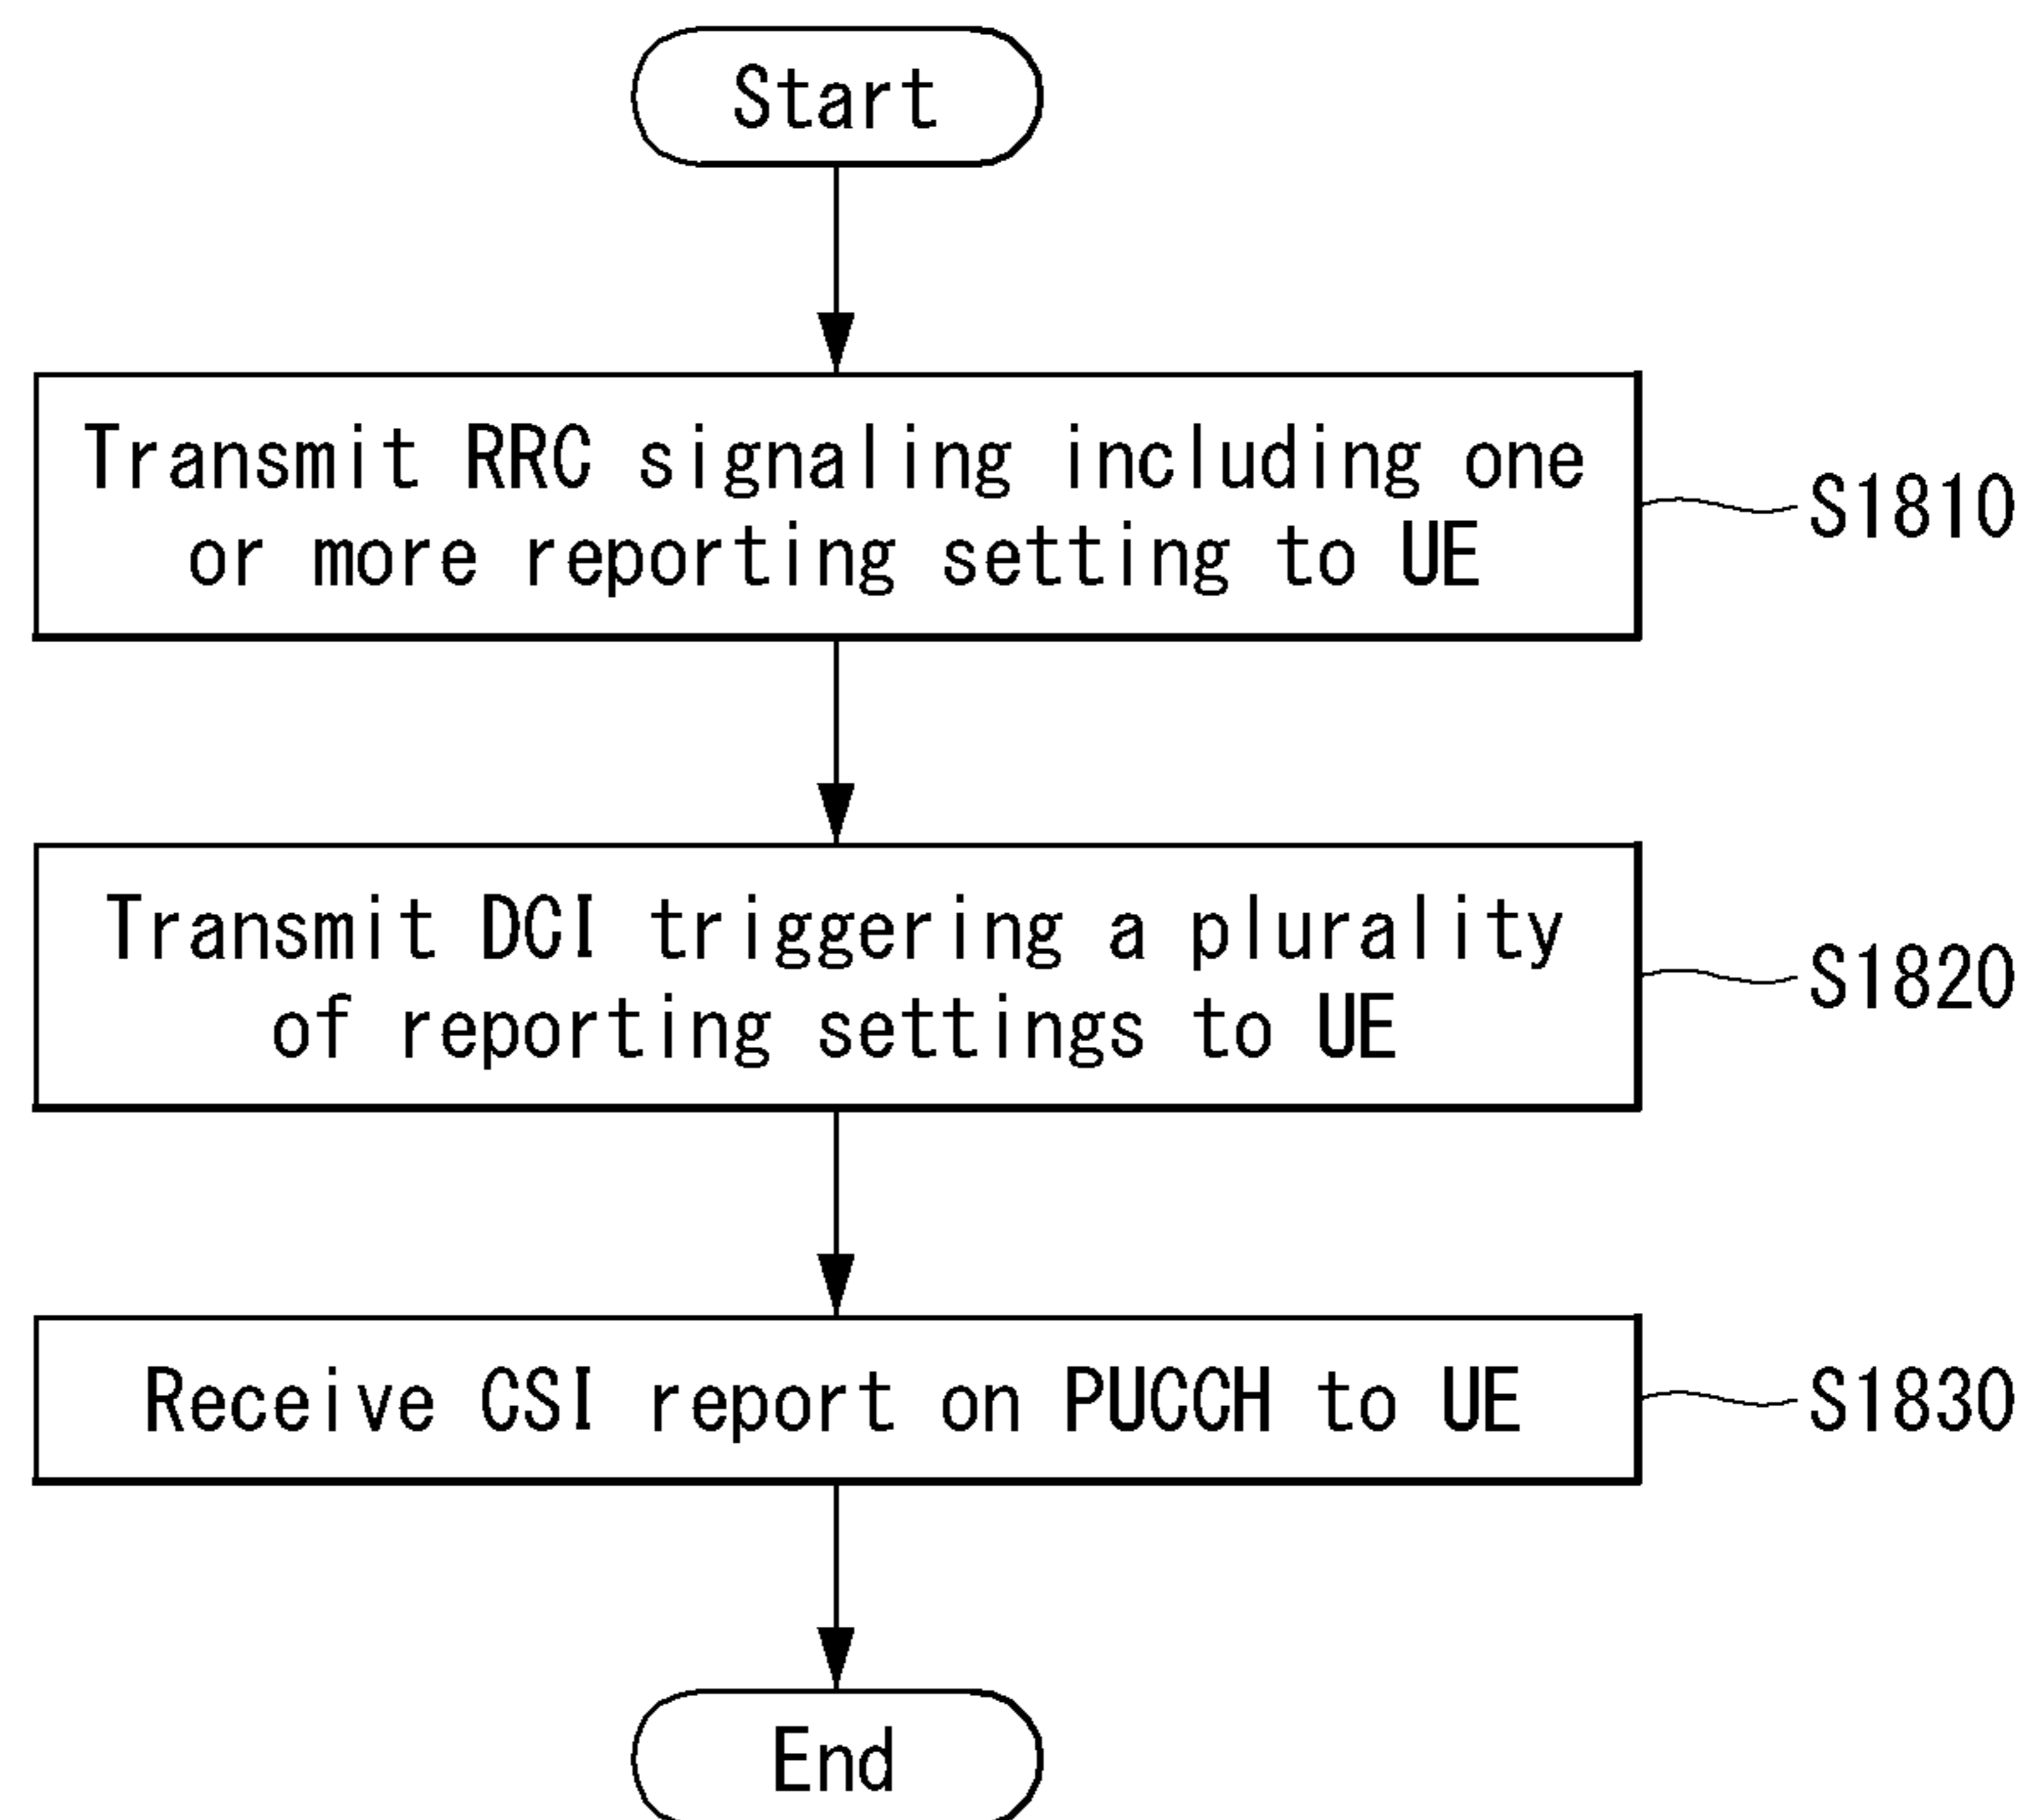 Start
Transmit RRC signaling including one
or more reporting setting to UE
S1810
Transmit DCI triggering a plurality
of reporting settings to UE
S1820
Receive CSI report on PUCCH to UE
S1830
End